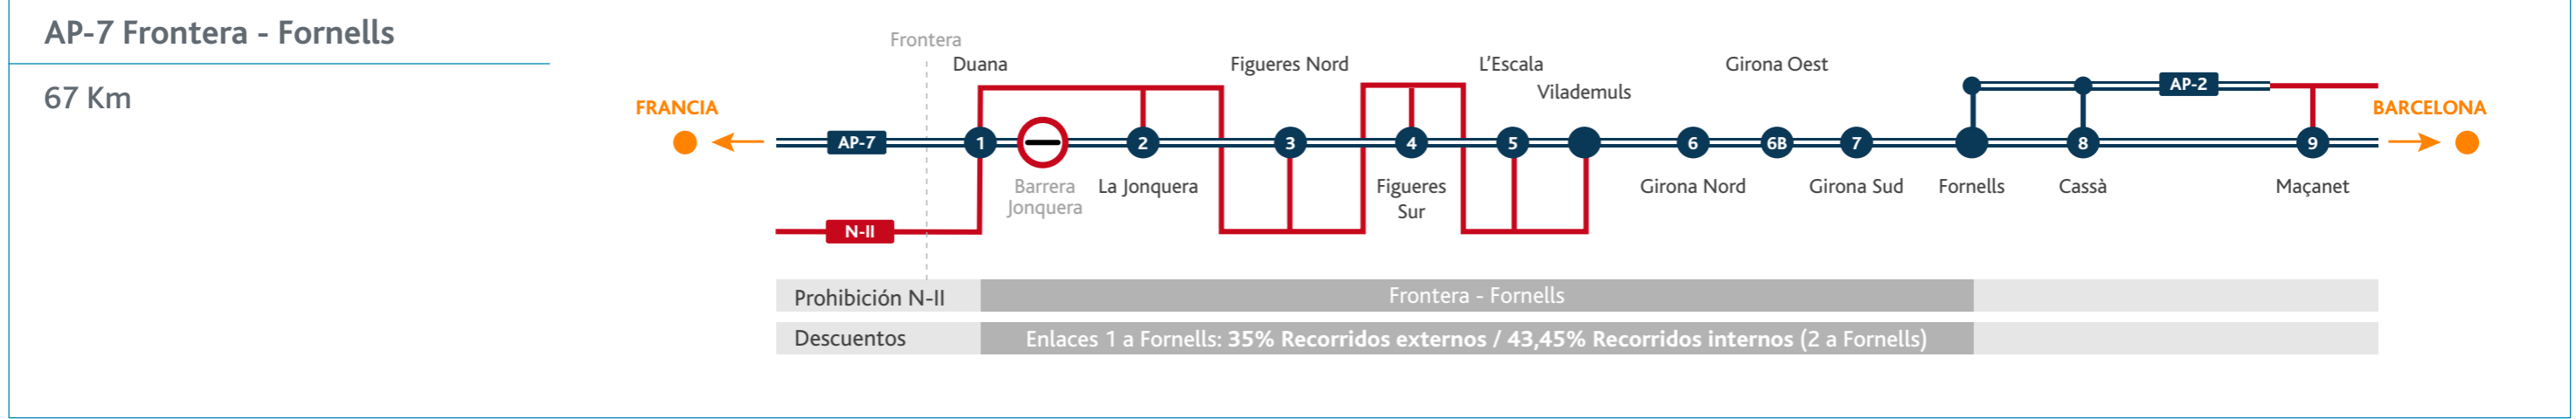 AP-7 Frontera - Fornells
67 Km
Frontera
Duana
Figueres Nord
L'Escala
Girona Oest
Vilademuls
AP-2
FRANCIA
BARCELONA
AP-7
1
2
3
4
5
6
6B
7
8
9
Barrera
Jonquera
La Jonquera
Figueres
Sur
Girona Nord
Girona Sud
Fornells
Cassà
Maçanet
N-II
Prohibición N-II
Frontera - Fornells
Descuentos
Enlaces 1 a Fornells: 35% Recorridos externos / 43,45% Recorridos internos (2 a Fornells)